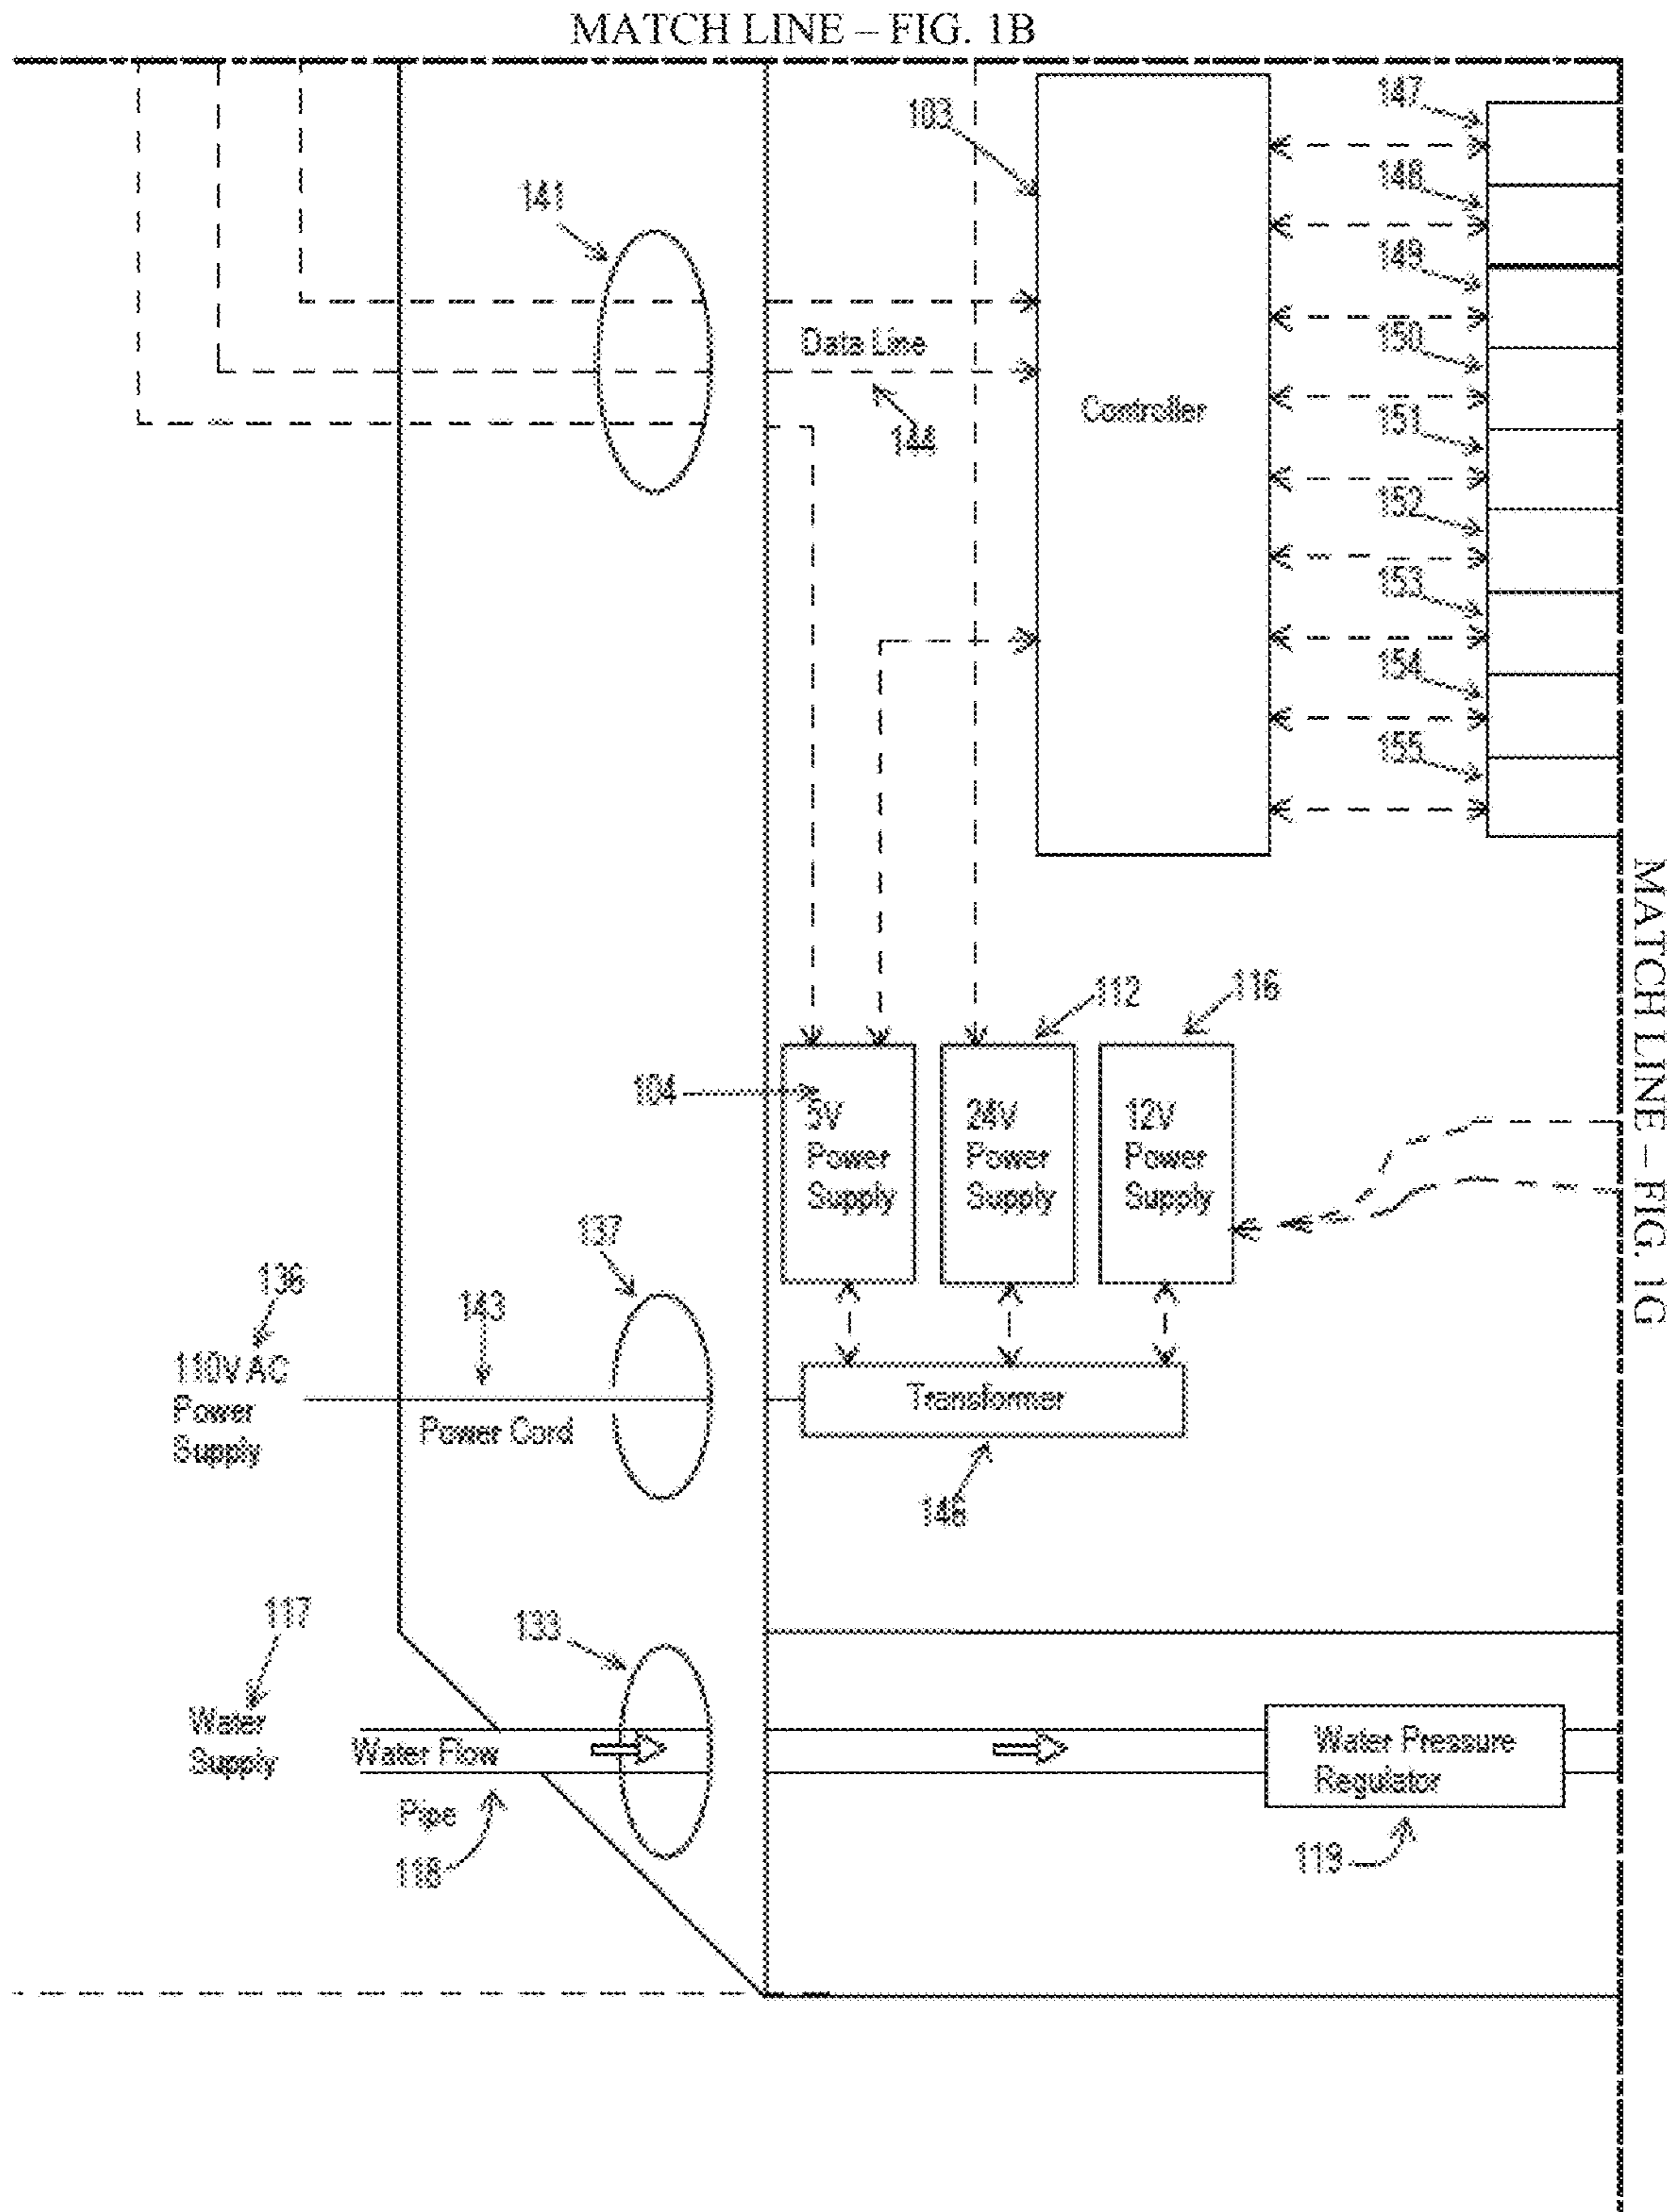 MATCH LINE – FIG. 1B
147
103
148
141
149
150
Data Line
Controller
151
144
152
153
154
155
MATCH LINE – FIG. 1G
112
116
104
5V
Power
Supply
24V
Power
Supply
12V
Power
Supply
137
136
143
110V AC
Power
Supply
Transformer
Power Cord
146
117
133
Water
Supply
Water Flow
Water Pressure
Regulator
Pipe
118
119